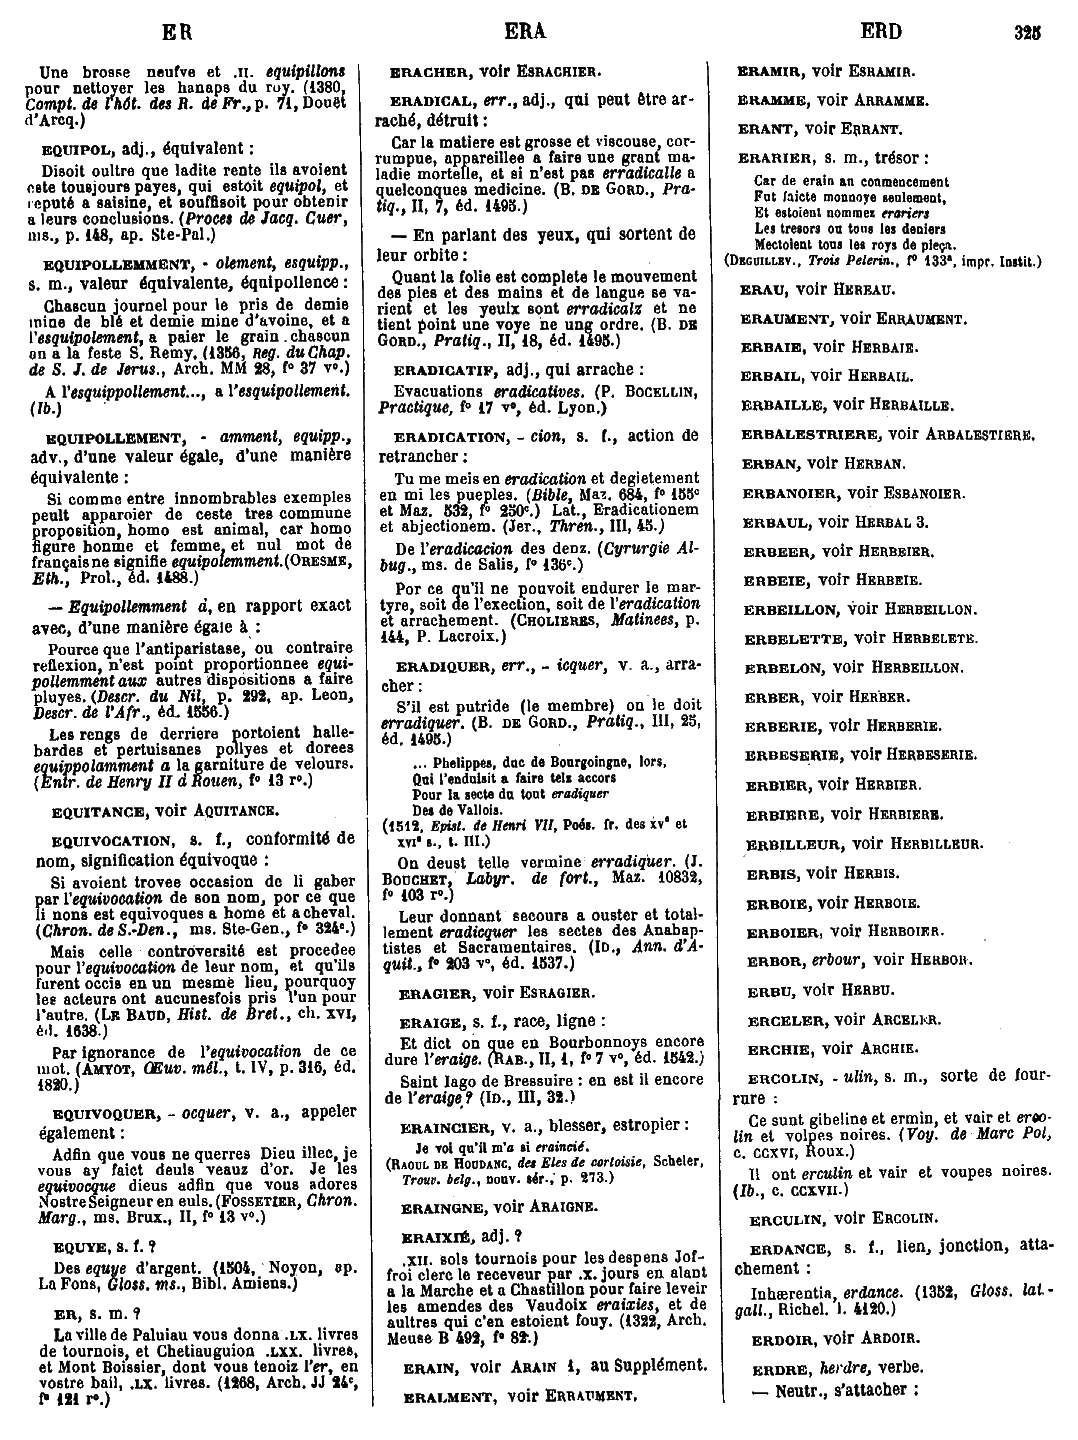 ER
ERA
ERD
325
Une brosse neufve et .II. equipillons
pour nettoyer les hanaps du roy. (1380,
Compt. de l'hôt. des R. de Fr., p. 71, Douët
d'Arcq.)
EQUIPOL, adj., équivalent :
Disoit oultre que ladite rente ils avoient
este tousjours payes, qui estoit equipol, et
reputé a saisine, et souffisoit pour obtenir
a leurs conclusions. (Proces de Jacq. Cuer,
ms., p. 148, ap. Ste-Pal.)
EQUIPOLLEMMENT, - olement, esquipp.,
s. m., valeur équivalente, équipollence :
Chascun journel pour le pris de demie
mine de blé et demie mine d'avoine, et a
l'esquipolement, a paier le grain chascun
an a la feste S. Remy. (1356, Reg. du Chap.
de S. J. de Jerus., Arch. MM 28, f° 37 v°.)
A l'esquippollement..., a l'esquipollement.
(Ib.)
EQUIPOLLEMENT, - amment, equipp.,
adv., d'une valeur égale, d'une manière
équivalente :
Si comme entre innombrables exemples
peult apparoier de ceste tres commune
proposition, homo est animal, car homo
figure homme et femme, et nul mot de
français ne signifie equipolemment. (ORESME,
Eth., Prol., éd. 1488.)
— Equipollemment à, en rapport exact
avec, d'une manière égale à :
Pource que l'antiparistase, ou contraire
reflexion, n'est point proportionnee equi-
pollemment aux autres dispositions a faire
pluyes. (Descr. du Nil, p. 292, ap. Leon,
Descr. de l'Afr., éd. 1556.)
Les rengs de derriere portoient halle-
bardes et pertuisanes pollyes et dorees
equippolamment a la garniture de velours.
(Entr. de Henry II à Rouen, f° 13 r°.)
EQUITANCE, voir AQUITANCE.
EQUIVOCATION, s. f., conformité de
nom, signification équivoque :
Si avoient trovee occasion de li gaber
par l'equivocation de son nom, por ce que
li nons est equivoques a home et a cheval.
(Chron. de S.-Den., ms. Ste-Gen., f° 324c.)
Mais celle controversité est procedee
pour l'equivocation de leur nom, et qu'ils
furent occis en un mesme lieu, pourquoy
les acteurs ont aucunesfois pris l'un pour
l'autre. (LE BAUD, Hist. de Bret., ch. XVI,
éd. 1638.)
Par ignorance de l'equivocation de ce
mot. (AMYOT, Œuv. mél., t. IV, p. 316, éd.
1820.)
EQUIVOQUER, - ocquer, v. a., appeler
également :
Adfin que vous ne querres Dieu illec, je
vous ay faict deuls veauz d'or. Je les
equivocque dieus adfin que vous adores
Nostre Seigneur en euls. (FOSSETIER, Chron.
Marg., ms. Brux., II, f° 13 v°.)
EQUYE, s. f. ?
Des equye d'argent. (1504, Noyon, ap.
La Fons, Gloss. ms., Bibl. Amiens.)
ER, s. m. ?
La ville de Paluiau vous donna .LX. livres
de tournois, et Chetiauguion .LXX. livres,
et Mont Boissier, dont vous tenoiz l'er, en
vostre bail, .LX. livres. (1268, Arch. JJ 24c,
f° 121 r°.)
ERACHER, voir ESRACHIER.
ERADICAL, err., adj., qui peut être ar-
raché, détruit :
Car la matiere est grosse et viscouse, cor-
rumpue, appareillee a faire une grant ma-
ladie mortelle, et si n'est pas erradicalle a
quelconques medicine. (B. DE GORD., Pra-
tiq., II, 7, éd. 1495.)
— En parlant des yeux, qui sortent de
leur orbite :
Quant la folie est complete le mouvement
des pies et des mains et de langue se va-
rient et les yeulx sont erradicalz et ne
tient point une voye ne ung ordre. (B. DE
GORD., Pratiq., II, 18, éd. 1495.)
ERADICATIF, adj., qui arrache :
Evacuations eradicatives. (P. BOCELLIN,
Practique, f° 17 v°, éd. Lyon.)
ERADICATION, - cion, s. f., action de
retrancher :
Tu me meis en eradication et degietement
en mi les pueples. (Bible, Maz. 684, f° 155c
et Maz. 532, f° 250c.) Lat., Eradicationem
et abjectionem. (Jer., Thren., III, 45.)
De l'eradicacion des denz. (Cyrurgie Al-
bug., ms. de Salis, f° 136c.)
Por ce qu'il ne pouvoit endurer le mar-
tyre, soit de l'exection, soit de l'eradication
et arrachement. (CHOLIERES, Matinees, p.
144, P. Lacroix.)
ERADIQUER, err., - icquer, v. a., arra-
cher :
S'il est putride (le membre) on le doit
erradiquer. (B. DE GORD., Pratiq., III, 25,
éd. 1495.)
... Phelippes, duc de Bourgoingne, lors,
Qui l'enduisit a faire telz accors
Pour la secte du tout eradiquer
Des de Vallois.
(1512, Epist. de Henri VII, Poés. fr. des XVe et
XVIe s., t. III.)
On deust telle vermine erradiquer. (J.
BOUCHET, Labyr. de fort., Maz. 10832,
f° 103 r°.)
Leur donnant secours a ouster et total-
lement eradicquer les sectes des Anabap-
tistes et Sacramentaires. (ID., Ann. d'A-
quit., f° 203 v°, éd. 1537.)
ERAGIER, voir ESRAGIER.
ERAIGE, s. f., race, ligne :
Et dict on que en Bourbonnoys encore
dure l'eraige. (RAB., II, 1, f° 7 v°, éd. 1542.)
Saint Iago de Bressuire : en est il encore
de l'eraige ? (ID., III, 32.)
ERAINCIER, v. a., blesser, estropier :
Je voi qu'il m'a si eraincié.
(RAOUL DE HOUDANC, des Eles de cortoisie, Scheler,
Trouv. belg., nouv. sér., p. 273.)
ERAINGNE, voir ARAIGNE.
ERAIXIÉ, adj. ?
.XII. sols tournois pour les despens Jof-
froi clerc le receveur par .X. jours en alant
a la Marche et a Chastillon pour faire leveir
les amendes des Vaudoix eraixies, et de
aultres qui c'en estoient fouy. (1322, Arch.
Meuse B 492, f° 82.)
ERAIN, voir ARAIN 1, au Supplément.
ERALMENT, voir ERRAUMENT.
ERAMIR, voir ESRAMIR.
ERAMME, voir ARRAMME.
ERANT, voir ERRANT.
ERARIER, s. m., trésor :
Car de erain au commencement
Fut faicte monnoye seulement,
Et estoient nommez erariers
Les tresors ou tous les deniers
Mectoient tous les roys de pieça.
(DEGUILLEV., Trois Pelerin., f° 133a, impr. Instit.)
ERAU, voir HEREAU.
ERAUMENT, voir ERRAUMENT.
ERBAIE, voir HERBAIE.
ERBAIL, voir HERBAIL.
ERBAILLE, voir HERBAILLE.
ERBALESTRIERE, voir ARBALESTIERE.
ERBAN, voir HERBAN.
ERBANOIER, voir ESBANOIER.
ERBAUL, voir HERBAL 3.
ERBEER, voir HERBEIER.
ERBEIE, voir HERBEIE.
ERBEILLON, voir HERBEILLON.
ERBELETTE, voir HERBELETE.
ERBELON, voir HERBEILLON.
ERBER, voir HERBER.
ERBERIE, voir HERBERIE.
ERBESERIE, voir HERBESERIE.
ERBIER, voir HERBIER.
ERBIERE, voir HERBIERE.
ERBILLEUR, voir HERBILLEUR.
ERBIS, voir HERBIS.
ERBOIE, voir HERBOIE.
ERBOIER, voir HERBOIER.
ERBOR, erbour, voir HERBOR.
ERBU, voir HERBU.
ERCELER, voir ARCELER.
ERCHIE, voir ARCHIE.
ERCOLIN, - ulin, s. m., sorte de four-
rure :
Ce sunt gibeline et ermin, et vair et erco-
lin et volpes noires. (Voy. de Marc Pol,
c. CCXVI, Roux.)
Il ont erculin et vair et voupes noires.
(Ib., c. CCXVII.)
ERCULIN, voir ERCOLIN.
ERDANCE, s. f., lien, jonction, atta-
chement :
Inhærentia, erdance. (1352, Gloss. lat.-
gall., Richel. l. 4120.)
ERDOIR, voir ARDOIR.
ERDRE, herdre, verbe.
— Neutr., s'attacher :